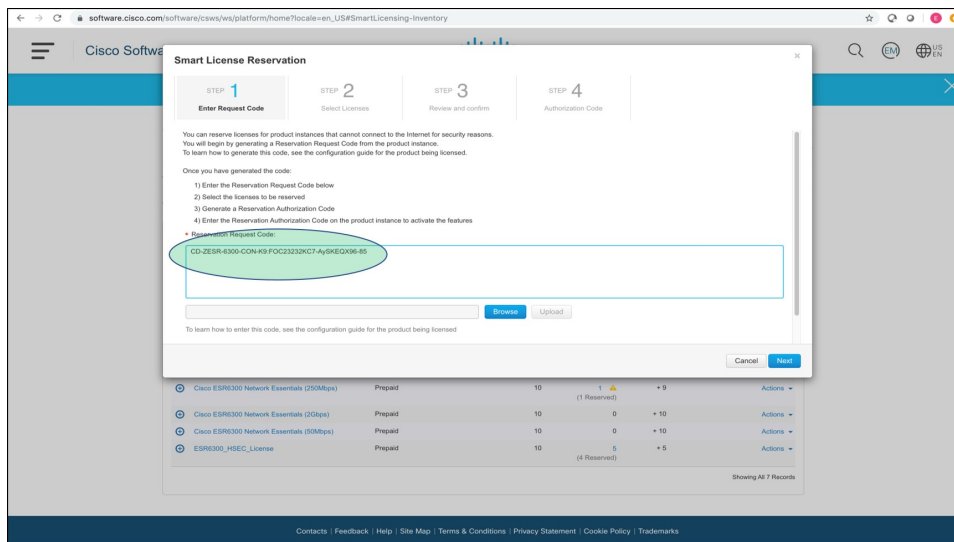 software.cisco.com/software/csws/ws/platform/home?locale=en_US#SmartLicensing-Inventory
E
Cisco Softwa
EM
US
EN
Smart License Reservation
STEP 1
Enter Request Code
STEP 2
Select Licenses
STEP 3
Review and confirm
STEP 4
Authorization Code
You can reserve licenses for product instances that cannot connect to the Internet for security reasons.
You will begin by generating a Reservation Request Code from the product instance.
To learn how to generate this code, see the configuration guide for the product being licensed.
Once you have generated the code:
1) Enter the Reservation Request Code below
2) Select the licenses to be reserved
3) Generate a Reservation Authorization Code
4) Enter the Reservation Authorization Code on the product instance to activate the features
* Reservation Request Code:
CD-ZESR-6300-CON-K9:FOC23232KC7-AySKEQX96-85
Browse
Upload
To learn how to enter this code, see the configuration guide for the product being licensed
Cancel
Next
Cisco ESR6300 Network Essentials (250Mbps) Prepaid 10 1 + 9 Actions
(1 Reserved)
Cisco ESR6300 Network Essentials (2Gbps) Prepaid 10 0 + 10 Actions
Cisco ESR6300 Network Essentials (50Mbps) Prepaid 10 0 + 10 Actions
ESR6300_HSEC_License Prepaid 10 5 + 5 Actions
(4 Reserved)
Showing All 7 Records
Contacts | Feedback | Help | Site Map | Terms & Conditions | Privacy Statement | Cookie Policy | Trademarks